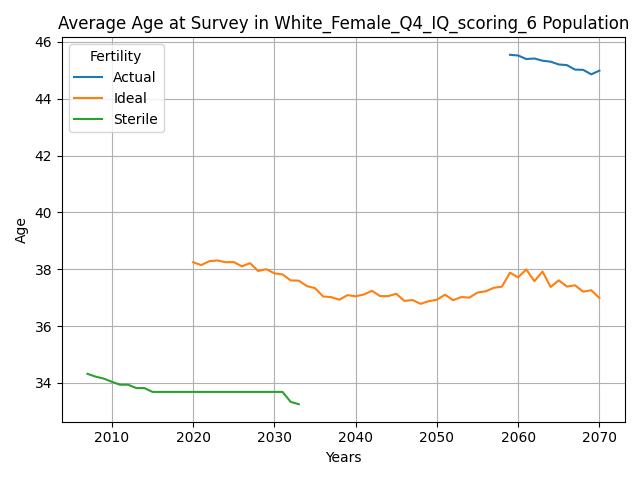 Average Age at Survey in White_Female_Q4_IQ_scoring_6 Population
Fertility
Actual
Ideal
Sterile
46
44
42
40
38
36
34
Age
2010 2020 2030 2040 2050 2060 2070
Years